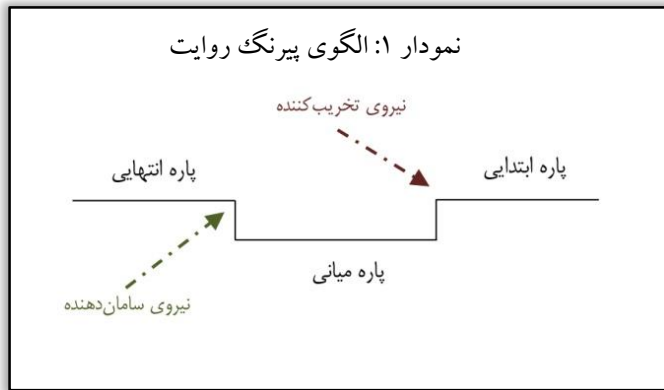 نمودار ۱: الگوی پیرنگ روایت
نیروی تخریب‌کننده
پاره ابتدایی
پاره انتهایی
پاره میانی
نیروی سامان‌دهنده